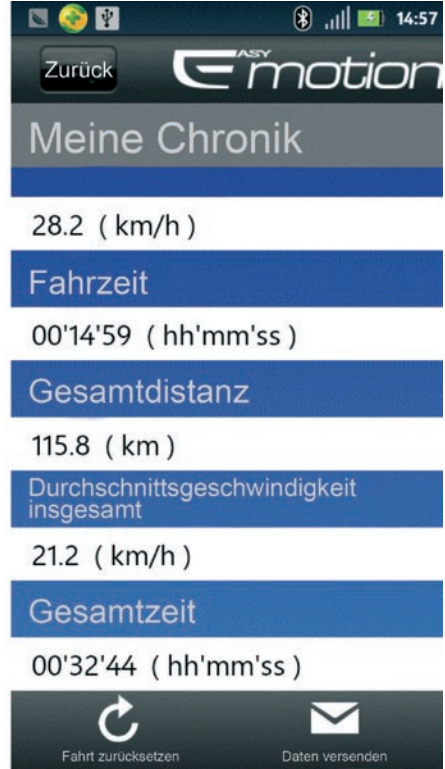 14:57
Zurück
EASY motion
Meine Chronik
28.2 ( km/h )
Fahrzeit
00'14'59 ( hh'mm'ss )
Gesamtdistanz
115.8 ( km )
Durchschnittsgeschwindigkeit
insgesamt
21.2 ( km/h )
Gesamtzeit
00'32'44 ( hh'mm'ss )
Fahrt zurücksetzen Daten versenden